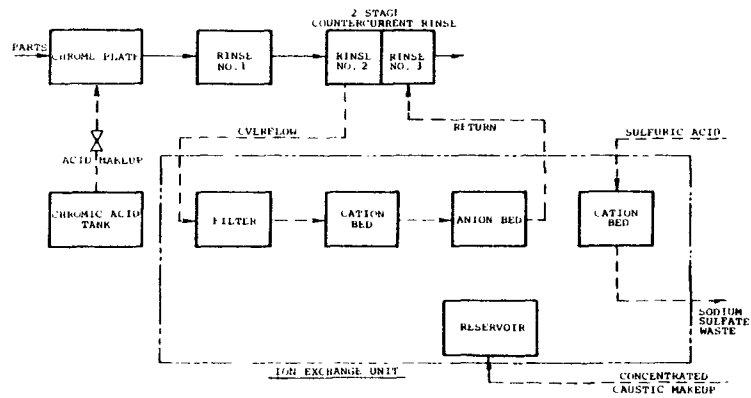 2 STAGE
COUNTERCURRENT RINSE
PARTS
CHROME PLATE
RINSE
NO. 1
RINSE
NO. 2
RINSE
NO. 3
OVERFLOW
RETURN
SULFURIC ACID
ACID MAKEUP
CHROMIC ACID
TANK
FILTER
CATION
BED
ANION BED
CATION
BED
RESERVOIR
SODIUM
SULFATE
WASTE
ION EXCHANGE UNIT
CONCENTRATED
CAUSTIC MAKEUP